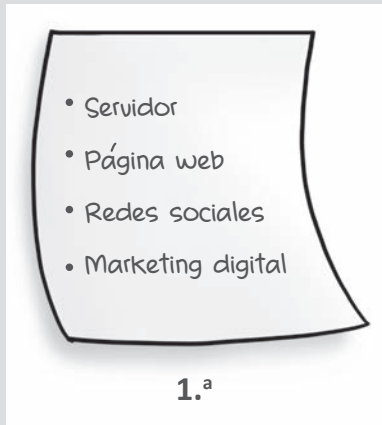 • Servidor
• Página web
• Redes sociales
• Marketing digital
1.ª